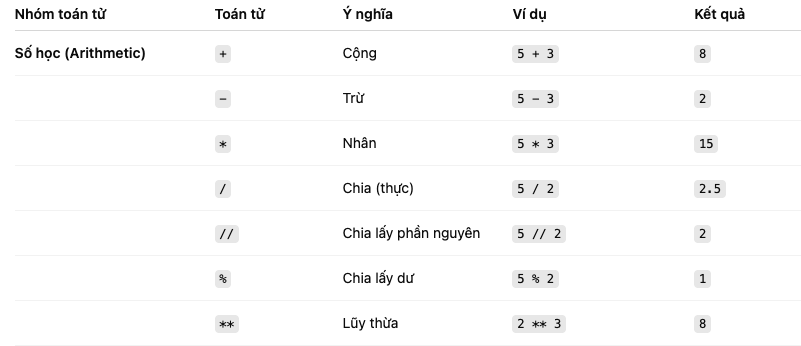 Nhóm toán tử Toán tử Ý nghĩa Ví dụ Kết quả
Số học (Arithmetic) + Cộng 5 + 3 8
- Trừ 5 - 3 2
* Nhân 5 * 3 15
/ Chia (thực) 5 / 2 2.5
// Chia lấy phần nguyên 5 // 2 2
% Chia lấy dư 5 % 2 1
** Lũy thừa 2 ** 3 8